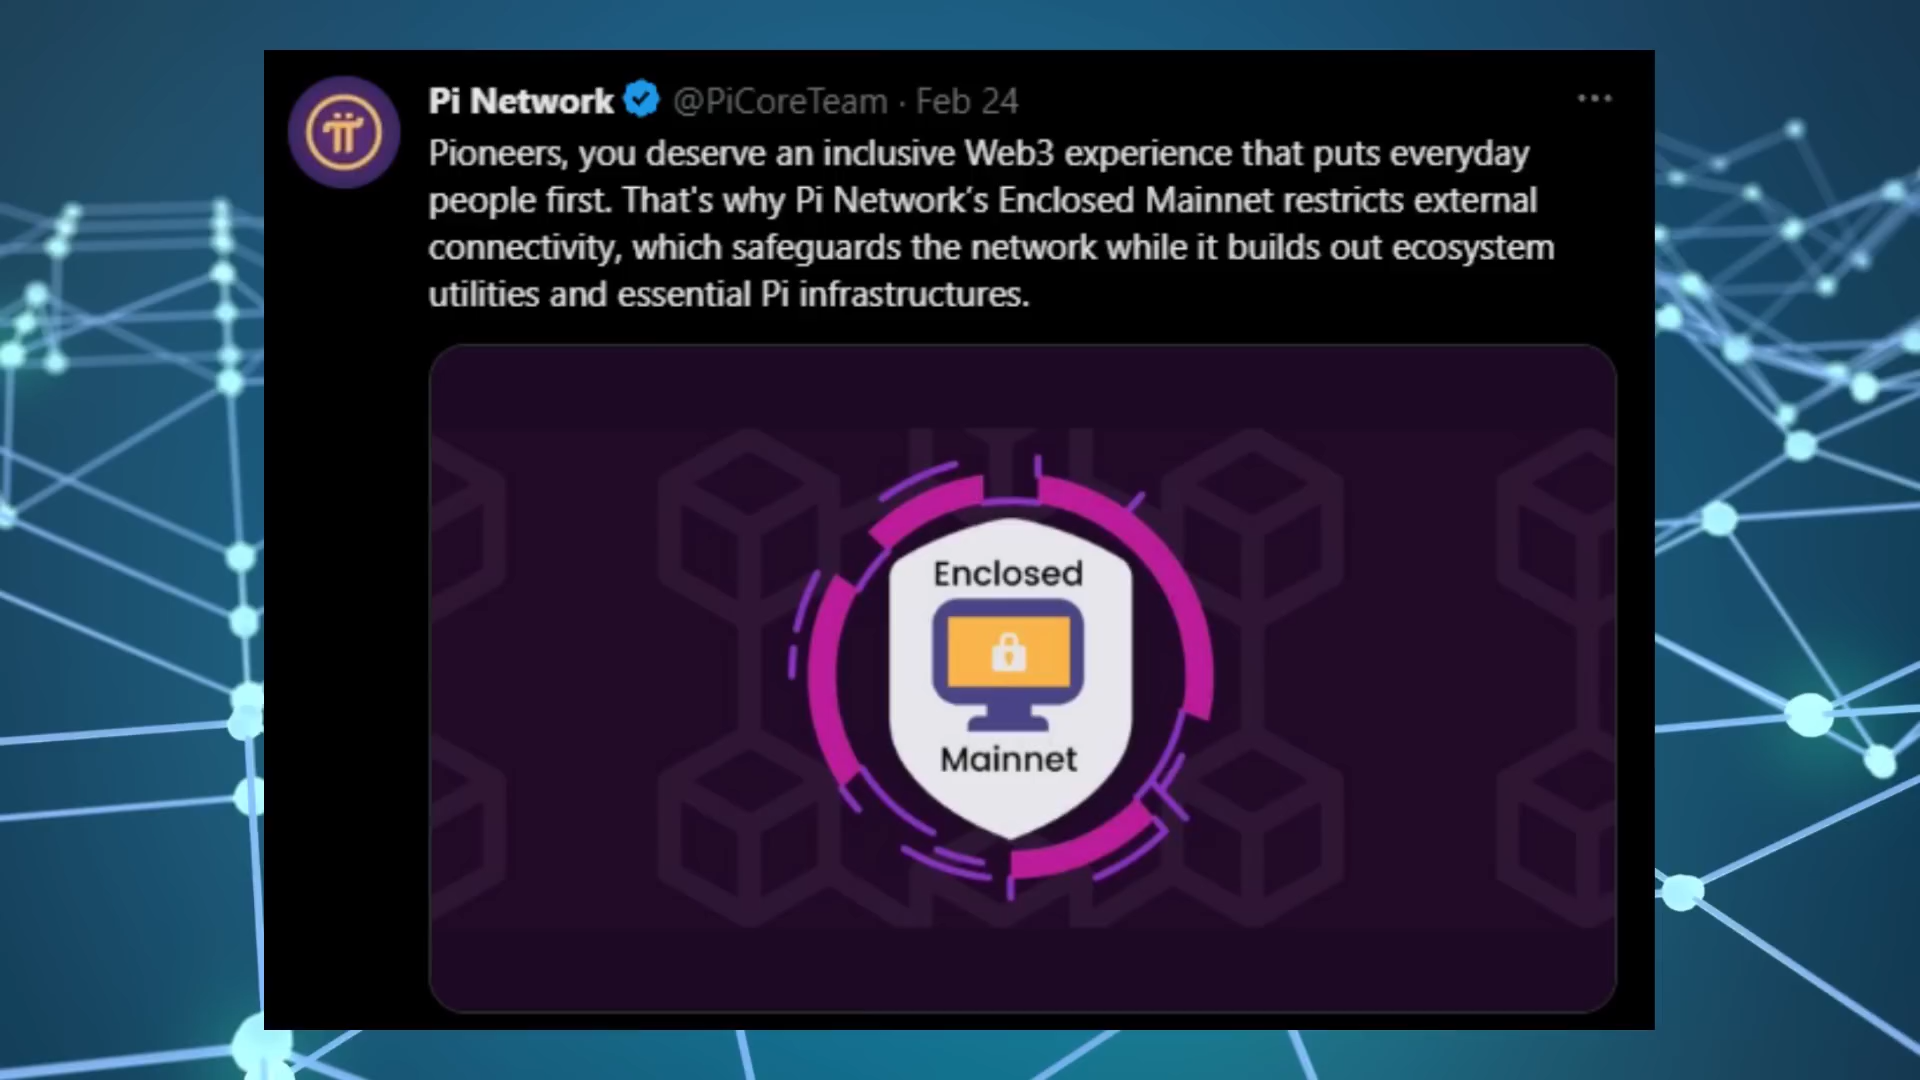 Pi Network @PiCoreTeam · Feb 24
Pioneers, you deserve an inclusive Web3 experience that puts everyday
people first. That's why Pi Network’s Enclosed Mainnet restricts external
connectivity, which safeguards the network while it builds out ecosystem
utilities and essential Pi infrastructures.
Enclosed
Mainnet